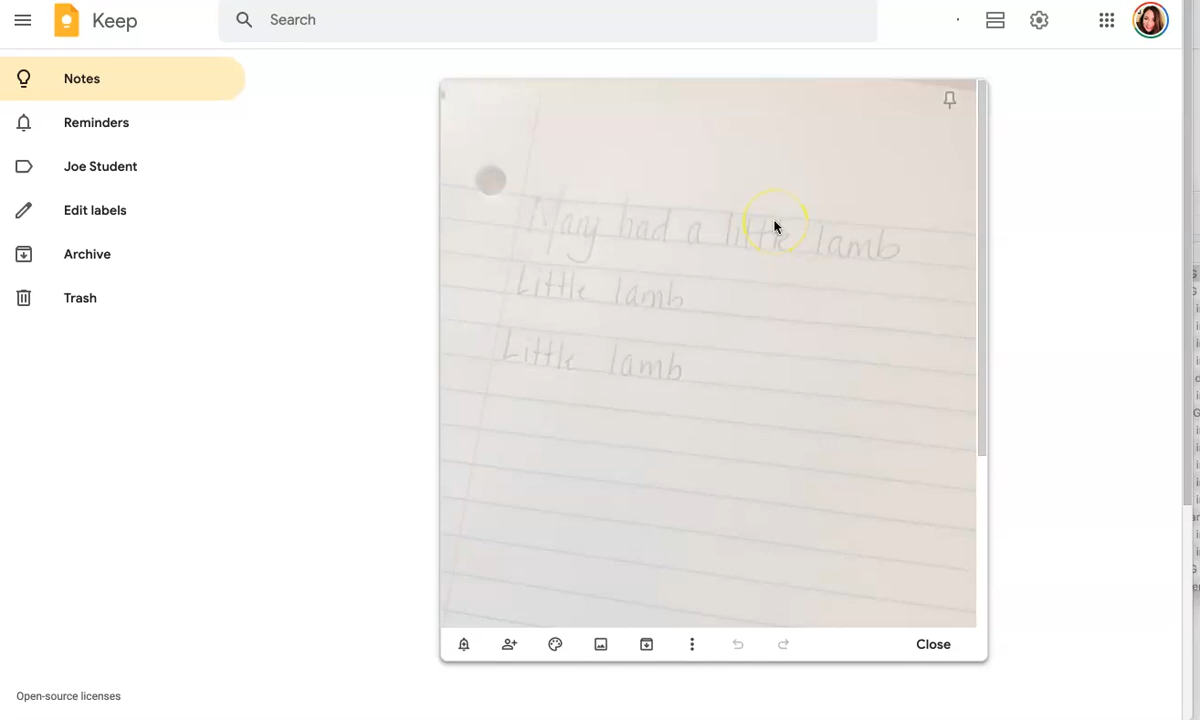 Keep
Search
Notes
Reminders
Joe Student
Edit labels
Archive
Trash
Mary had a little lamb
Little lamb
Little lamb
Close
Open-source licenses